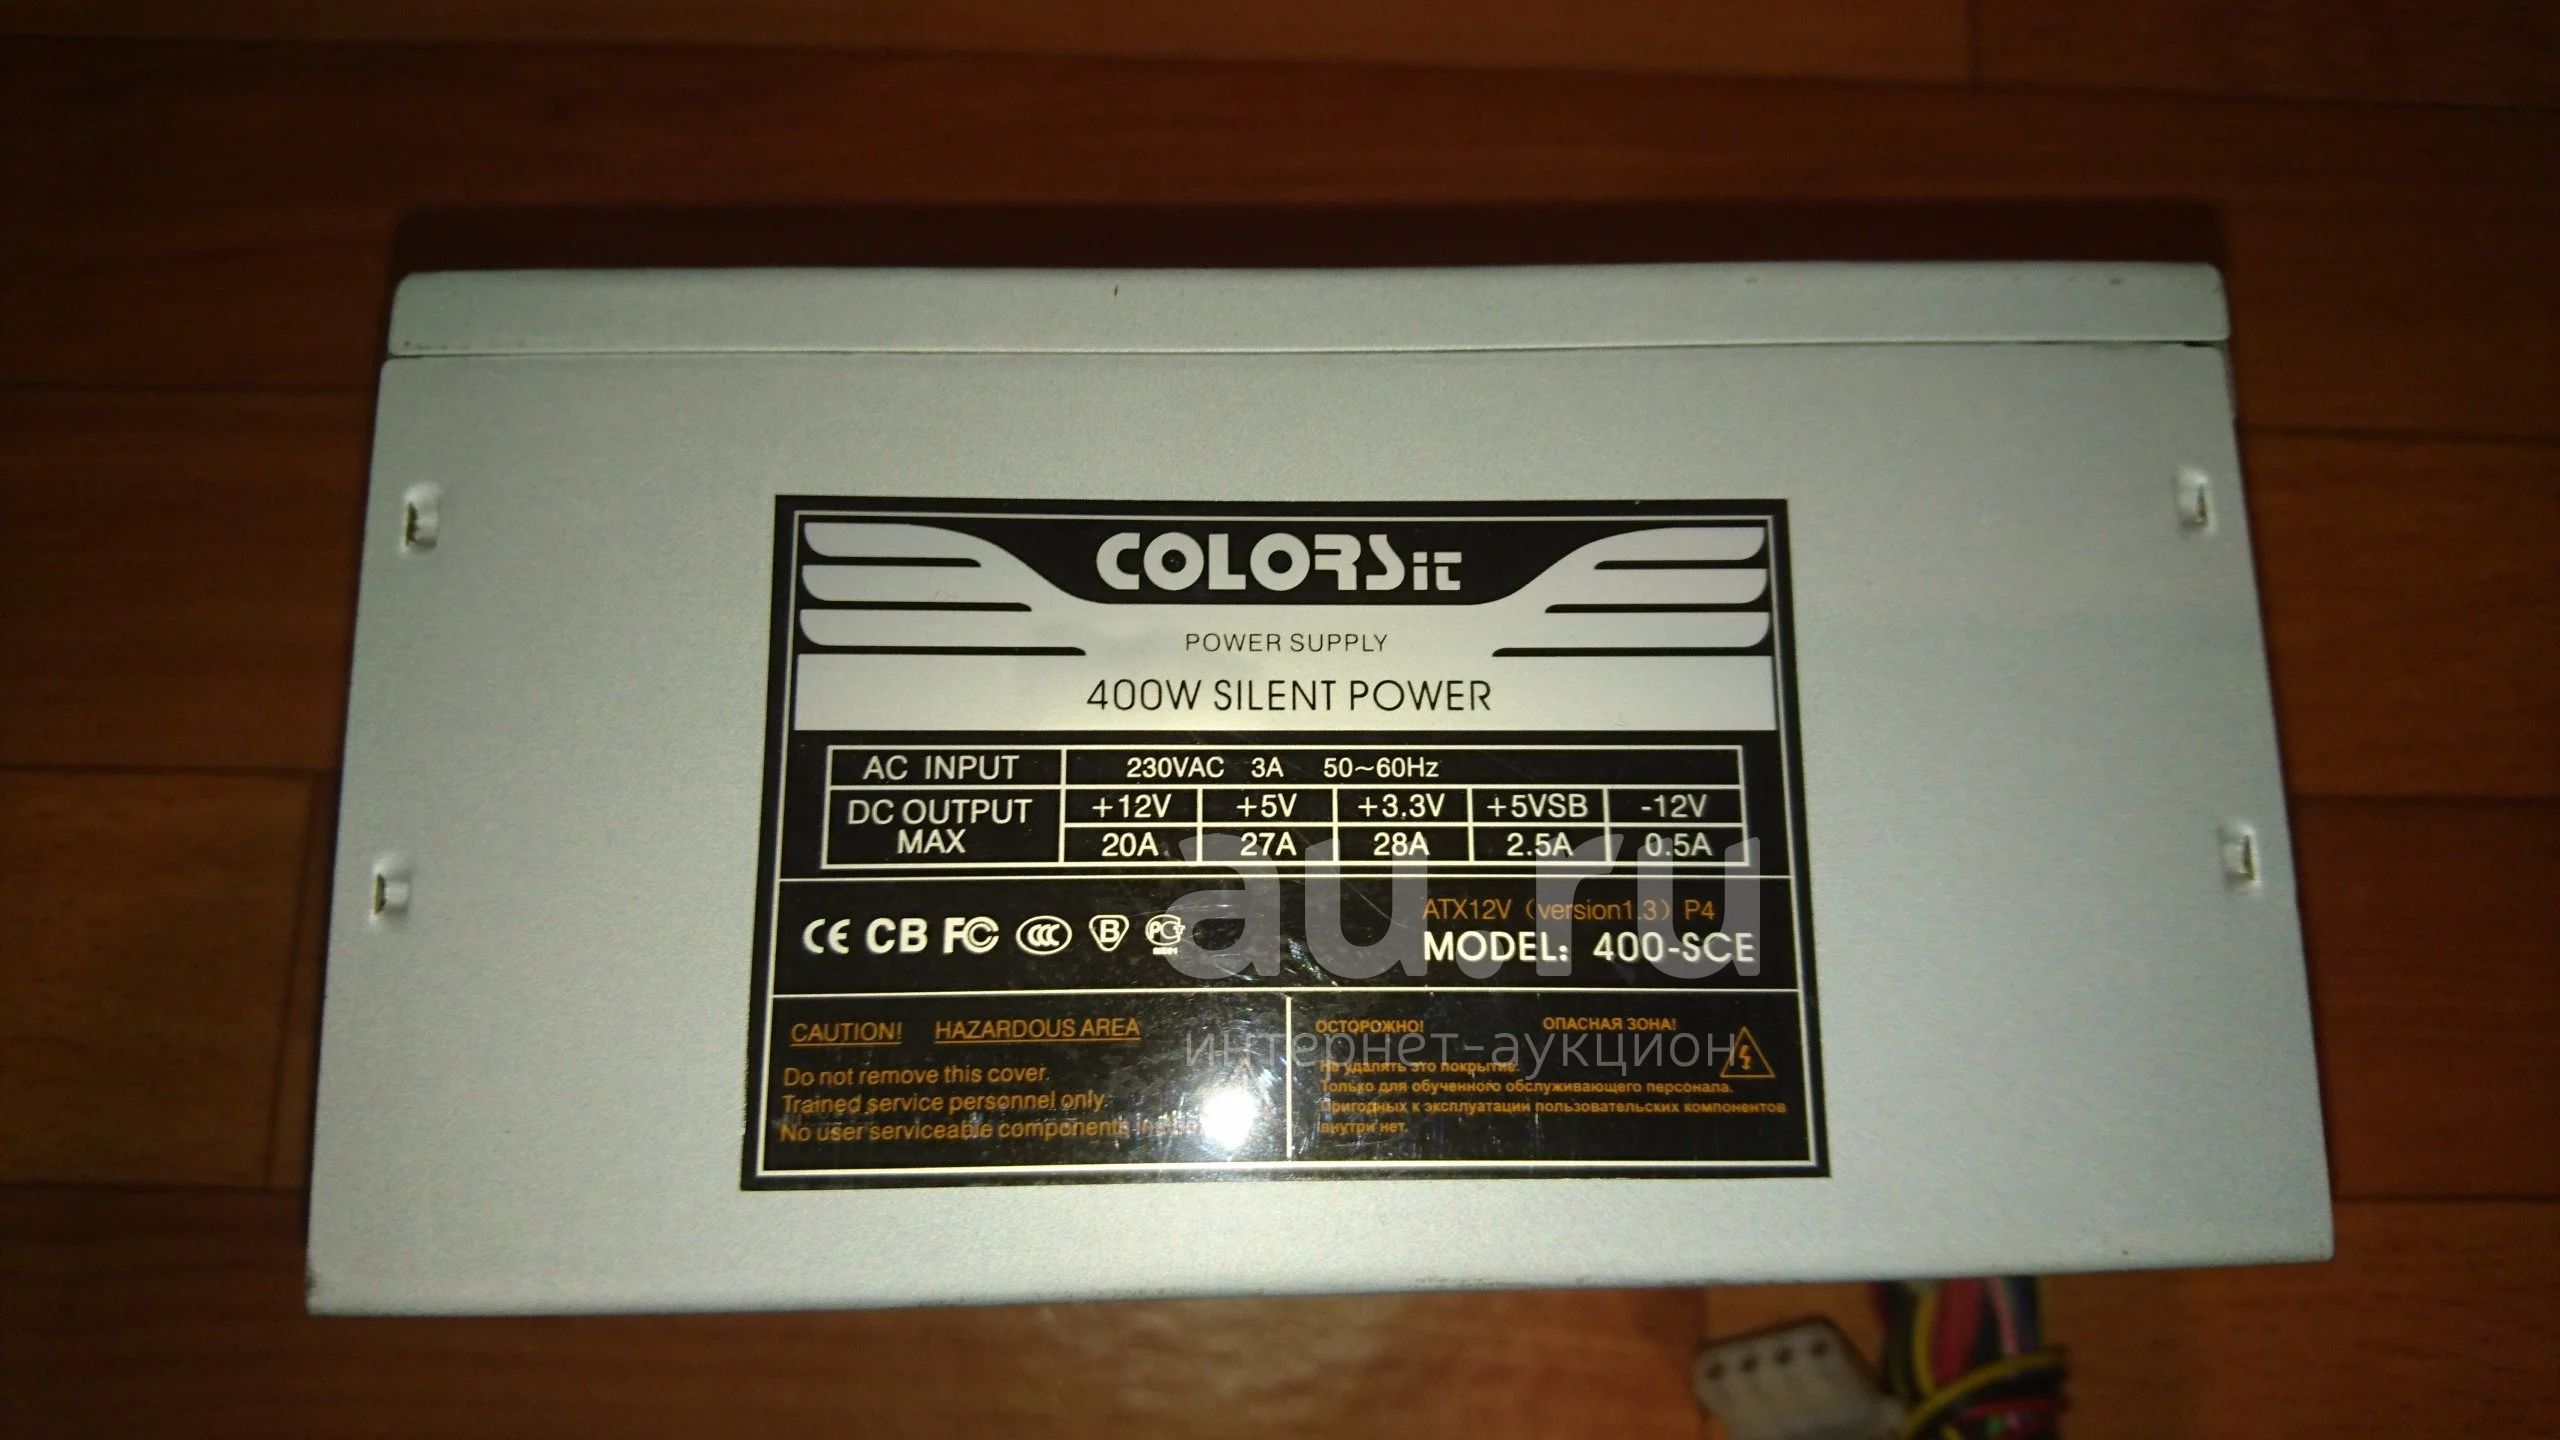 COLORSit
POWER SUPPLY
400W SILENT POWER
AC INPUT 230VAC 3A 50~60Hz
DC OUTPUT MAX +12V +5V +3.3V +5VSB -12V
20A 27A 28A 2.5A 0.5A
CE CB FC CCC B PC
ATX12V (version1.3) P4
MODEL: 400-SCE
au.ru
интернет-аукцион
CAUTION! HAZARDOUS AREA
Do not remove this cover.
Trained service personnel only.
No user serviceable components
ОСТОРОЖНО! ОПАСНАЯ ЗОНА!
Не удалять это покрытие.
Только для обученного обслуживающего персонала.
Пригодных к эксплуатации пользовательских компонентов
внутри нет.